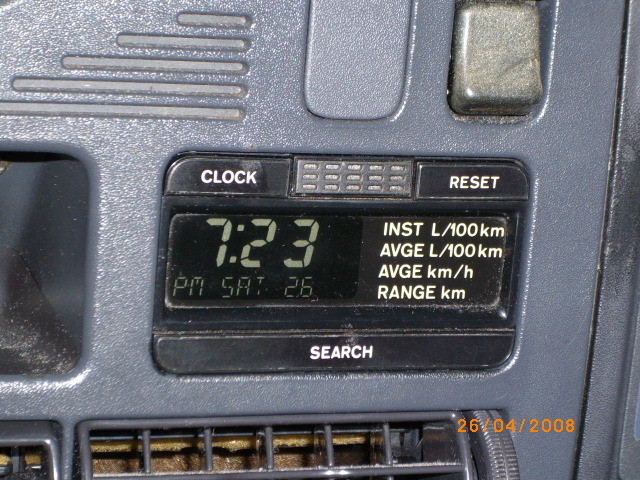 CLOCK
RESET
7:23
PM SAT 26
INST L/100km
AVGE L/100km
AVGE km/h
RANGE km
SEARCH
26/04/2008